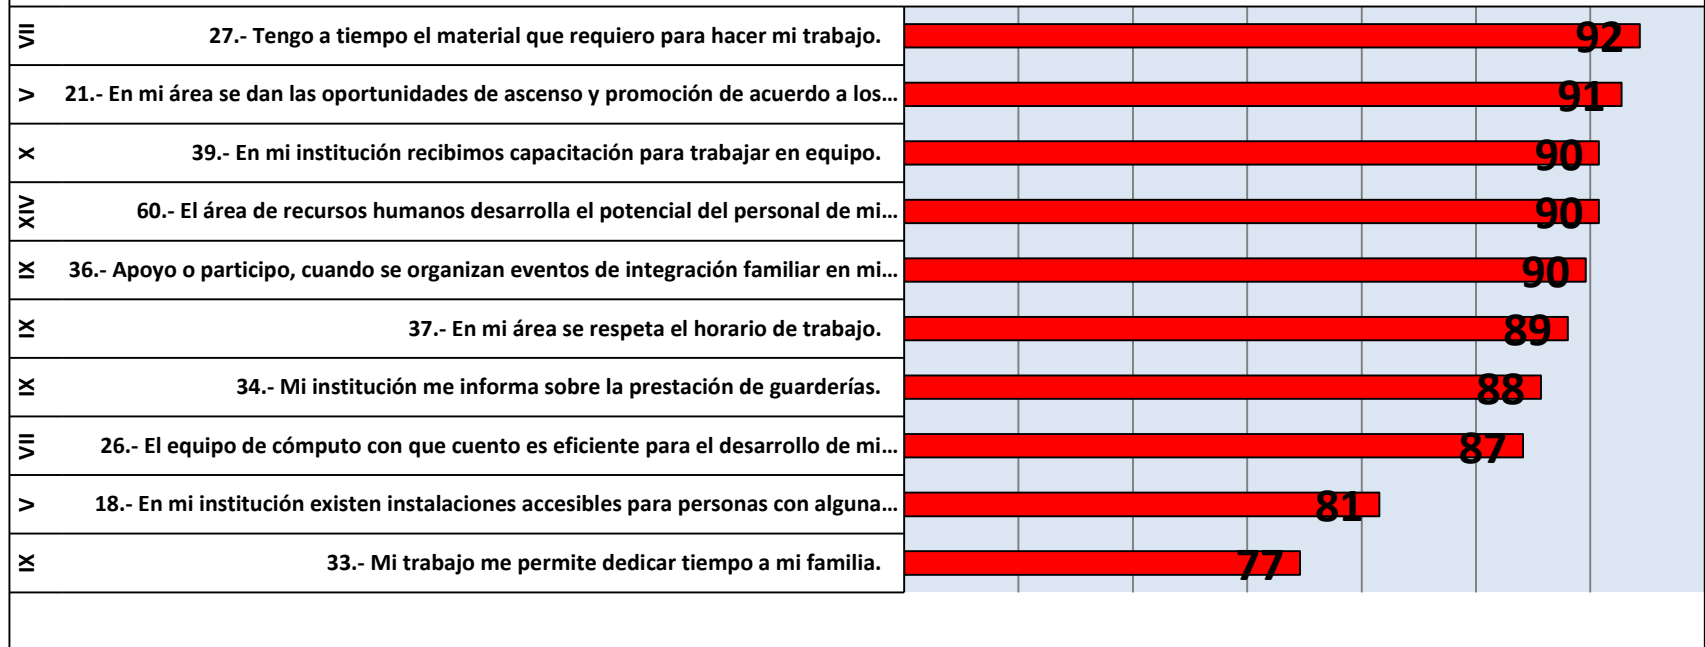 VII 27.- Tengo a tiempo el material que requiero para hacer mi trabajo. 92
V 21.- En mi área se dan las oportunidades de ascenso y promoción de acuerdo a los... 91
X 39.- En mi institución recibimos capacitación para trabajar en equipo. 90
XIV 60.- El área de recursos humanos desarrolla el potencial del personal de mi... 90
IX 36.- Apoyo o participo, cuando se organizan eventos de integración familiar en mi... 90
IX 37.- En mi área se respeta el horario de trabajo. 89
IX 34.- Mi institución me informa sobre la prestación de guarderías. 88
VII 26.- El equipo de cómputo con que cuento es eficiente para el desarrollo de mi... 87
V 18.- En mi institución existen instalaciones accesibles para personas con alguna... 81
IX 33.- Mi trabajo me permite dedicar tiempo a mi familia. 77